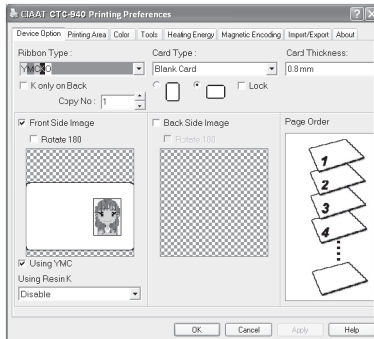 CIAAT CTC-940 Printing Preferences
Device Option Printing Area Color Tools Heating Energy Magnetic Encoding Import/Export About
Ribbon Type : Card Type : Card Thickness:
YMCKO Blank Card 0.8 mm
K only on Back Lock
Copy No : 1
Front Side Image Back Side Image Page Order
Rotate 180 Rotate 180
1
2
3
4
Using YMC
Using Resin K
Disable
OK Cancel Apply Help